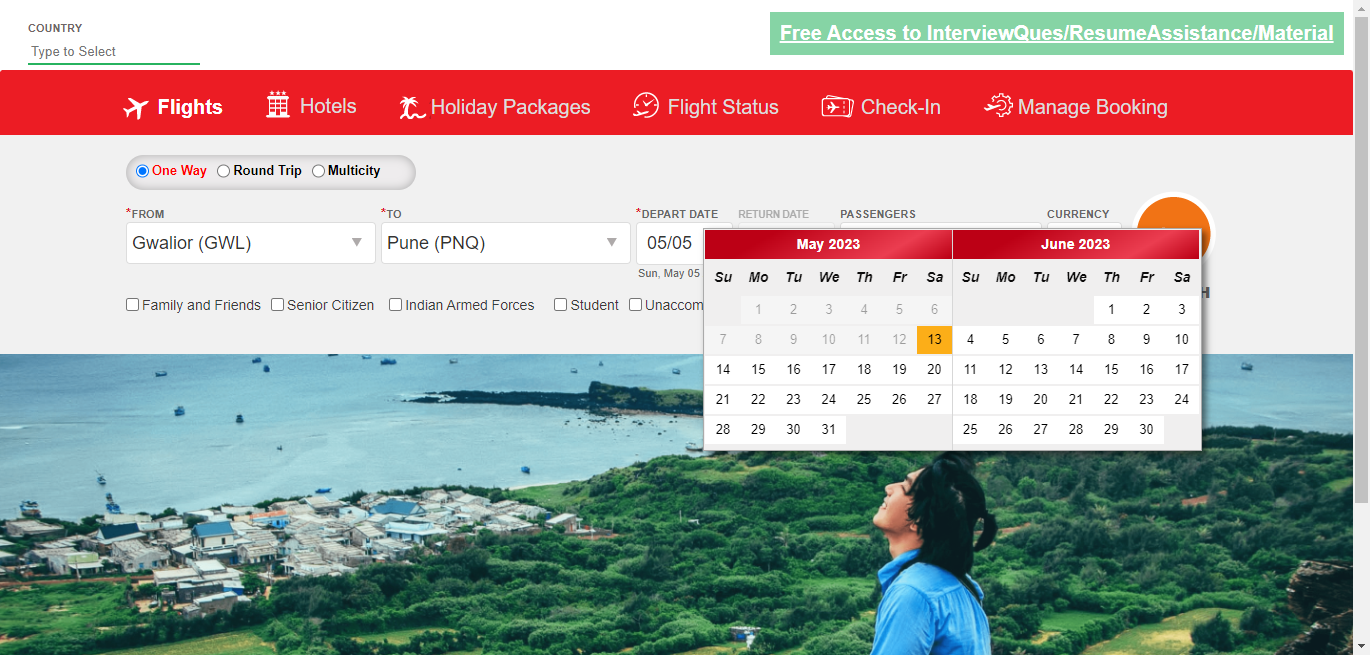 COUNTRY
Type to Select
Free Access to InterviewQues/ResumeAssistance/Material
Flights Hotels Holiday Packages Flight Status Check-In Manage Booking
One Way Round Trip Multicity
*FROM *TO *DEPART DATE RETURN DATE PASSENGERS CURRENCY
Gwalior (GWL) Pune (PNQ) 05/05
Sun, May 05
Family and Friends Senior Citizen Indian Armed Forces Student Unaccom
H
May 2023
Su Mo Tu We Th Fr Sa
1 2 3 4 5 6
7 8 9 10 11 12 13
14 15 16 17 18 19 20
21 22 23 24 25 26 27
28 29 30 31
June 2023
Su Mo Tu We Th Fr Sa
1 2 3
4 5 6 7 8 9 10
11 12 13 14 15 16 17
18 19 20 21 22 23 24
25 26 27 28 29 30